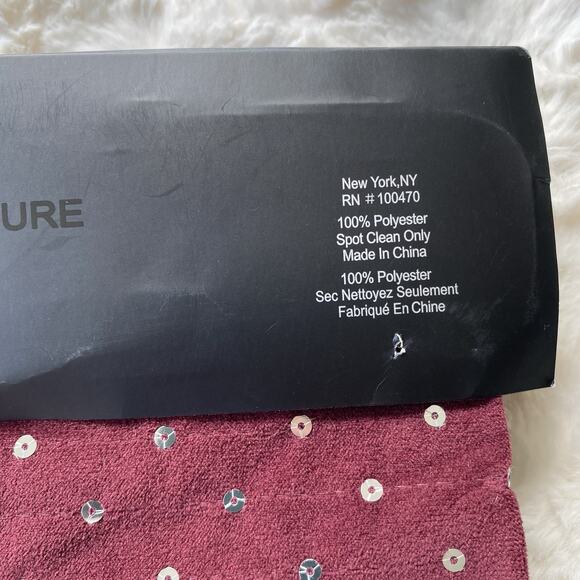 URE
New York,NY
RN # 100470
100% Polyester
Spot Clean Only
Made In China
100% Polyester
Sec Nettoyez Seulement
Fabriqué En Chine